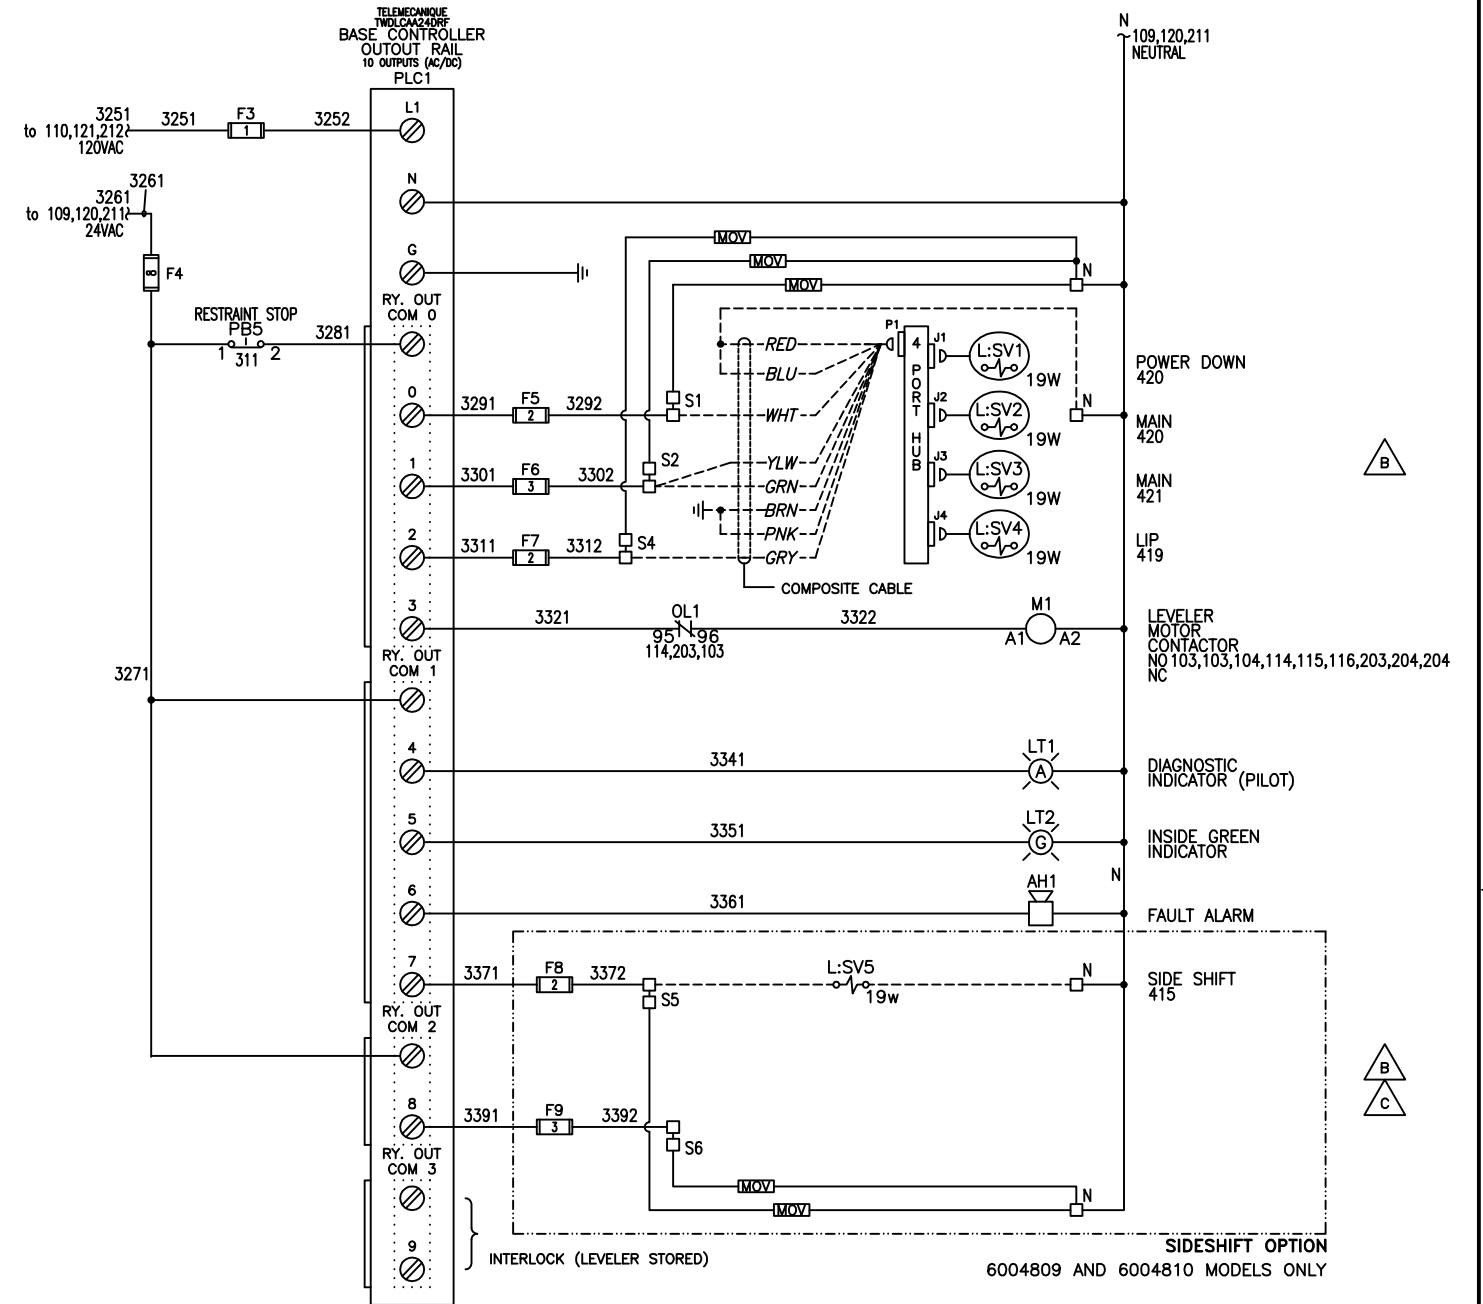 TELEMECANIQUE
TWDLCAA24DRF
BASE CONTROLLER
OUTOUT RAIL
10 OUTPUTS (AC/DC)
PLC1
N
109,120,211
NEUTRAL
3251
to 110,121,212
120VAC
3251
F3
1
3252
L1
3261
3261
to 109,120,211
24VAC
N
F4
8
G
MOV
MOV
MOV
N
RY. OUT
COM 0
RESTRAINT STOP
PB5
1
311
2
3281
P1
4 PORT HUB
RED
BLU
WHT
YLW
GRN
BRN
PNK
GRY
J1
L:SV1
19W
POWER DOWN
420
0
3291
F5
2
3292
S1
J2
L:SV2
19W
N
MAIN
420
B
1
3301
F6
3
3302
S2
J3
L:SV3
19W
MAIN
421
2
3311
F7
2
3312
S4
J4
L:SV4
19W
LIP
419
COMPOSITE CABLE
3
3321
OL1
95
96
114,203,103
3322
M1
A1
A2
LEVELER
MOTOR
CONTACTOR
NO 103,103,104,114,115,116,203,204,204
NC
RY. OUT
COM 1
3271
4
3341
LT1
A
DIAGNOSTIC
INDICATOR (PILOT)
5
3351
LT2
G
INSIDE GREEN
INDICATOR
N
6
3361
AH1
FAULT ALARM
7
3371
F8
2
3372
S5
L:SV5
19w
N
SIDE SHIFT
415
RY. OUT
COM 2
B
C
8
3391
F9
3
3392
S6
RY. OUT
COM 3
MOV
MOV
N
9
INTERLOCK (LEVELER STORED)
SIDESHIFT OPTION
6004809 AND 6004810 MODELS ONLY